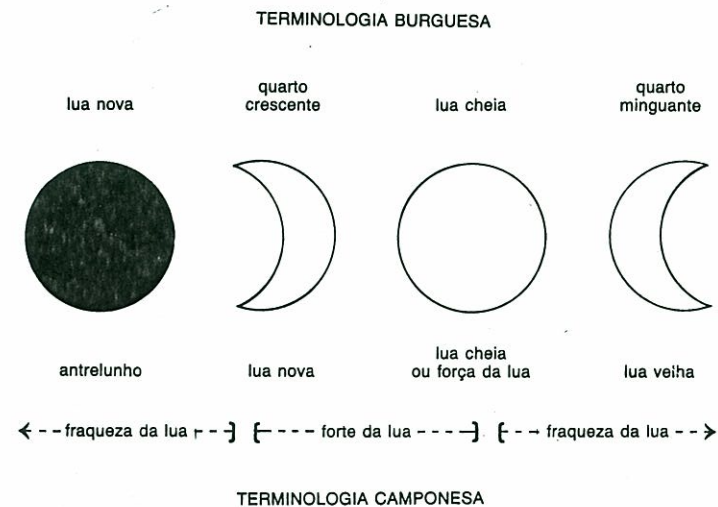 TERMINOLOGIA BURGUESA
lua nova
quarto
crescente
lua cheia
quarto
minguante
antrelunho
lua nova
lua cheia
ou força da lua
lua velha
fraqueza da lua
forte da lua
fraqueza da lua
TERMINOLOGIA CAMPONESA